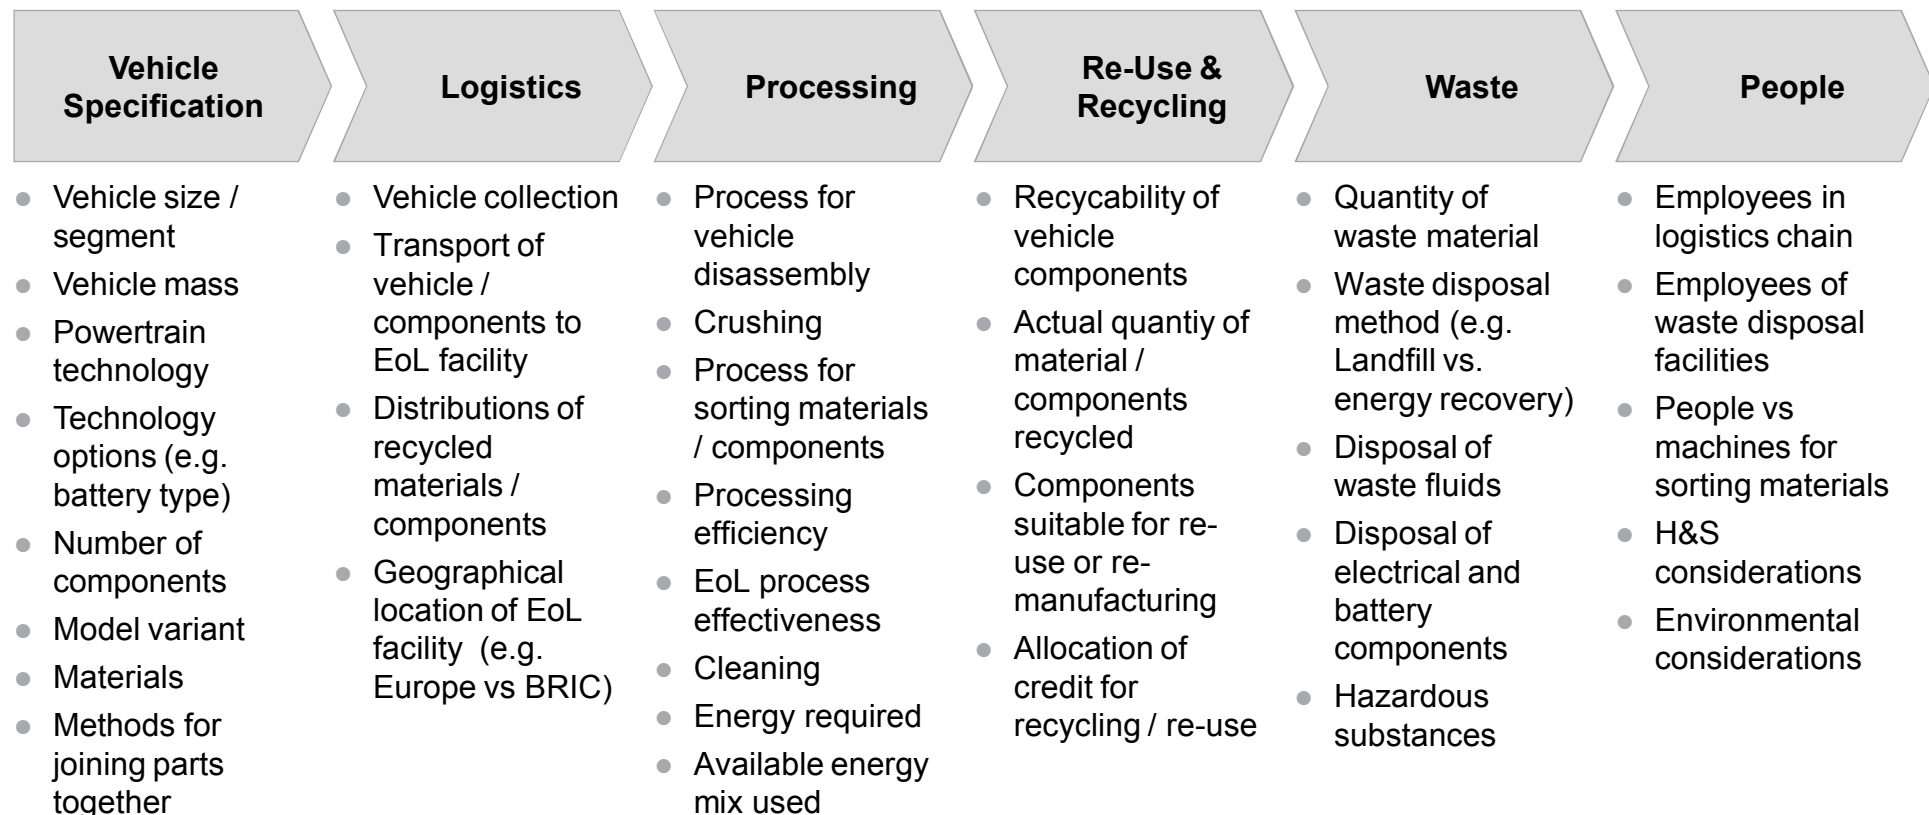 Vehicle
Specification
Logistics
Processing
Re-Use &
Recycling
Waste
People
● Vehicle size /
segment
● Vehicle mass
● Powertrain
technology
● Technology
options (e.g.
battery type)
● Number of
components
● Model variant
● Materials
● Methods for
joining parts
together
● Vehicle collection
● Transport of
vehicle /
components to
EoL facility
● Distributions of
recycled
materials /
components
● Geographical
location of EoL
facility  (e.g.
Europe vs BRIC)
● Process for
vehicle
disassembly
● Crushing
● Process for
sorting materials
/ components
● Processing
efficiency
● EoL process
effectiveness
● Cleaning
● Energy required
● Available energy
mix used
● Recycability of
vehicle
components
● Actual quantiy of
material /
components
recycled
● Components
suitable for re-
use or re-
manufacturing
● Allocation of
credit for
recycling / re-use
● Quantity of
waste material
● Waste disposal
method (e.g.
Landfill vs.
energy recovery)
● Disposal of
waste fluids
● Disposal of
electrical and
battery
components
● Hazardous
substances
● Employees in
logistics chain
● Employees of
waste disposal
facilities
● People vs
machines for
sorting materials
● H&S
considerations
● Environmental
considerations